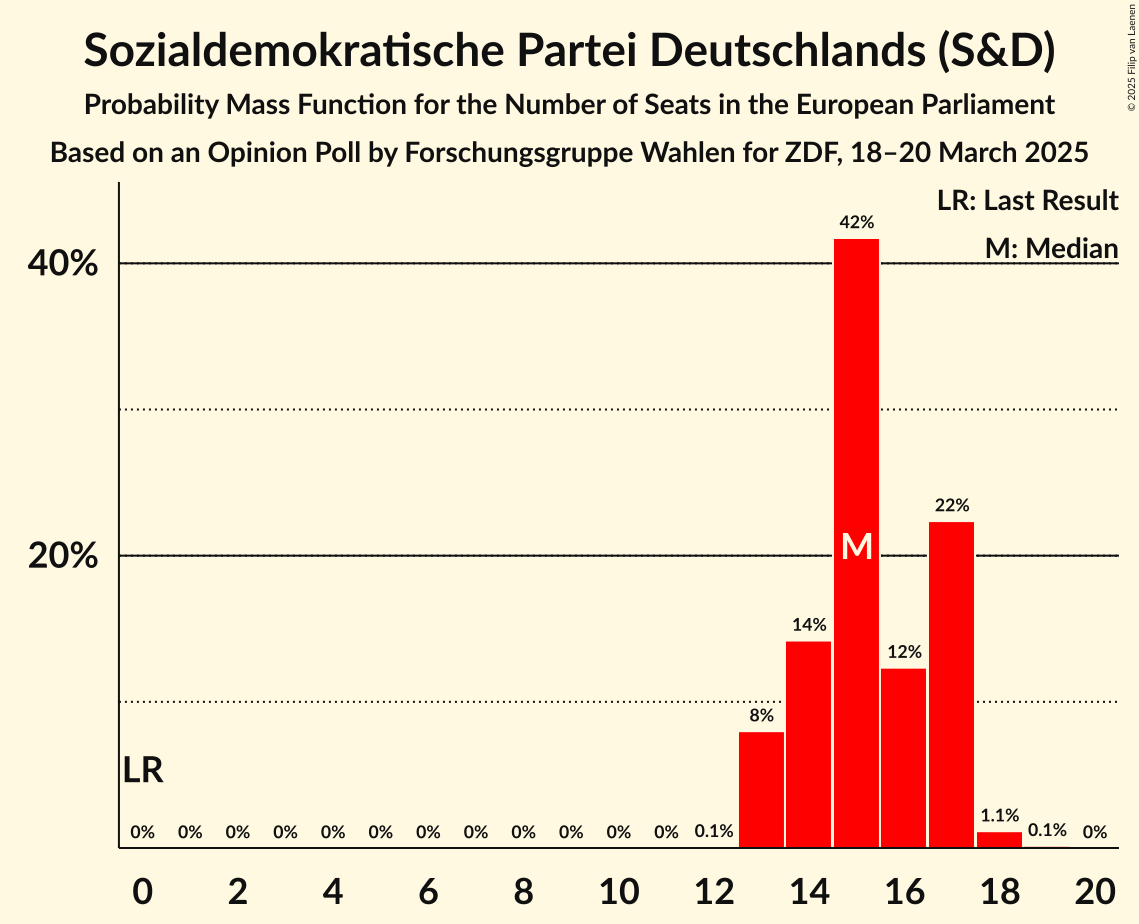 Sozialdemokratische Partei Deutschlands (S&D)
Probability Mass Function for the Number of Seats in the European Parliament
Based on an Opinion Poll by Forschungsgruppe Wahlen for ZDF, 18–20 March 2025
© 2025 Filip van Laenen
LR: Last Result
M: Median
42%
40%
22%
20%
M
14%
12%
8%
LR
0% 0% 0% 0% 0% 0% 0% 0% 0% 0% 0% 0% 0.1% 1.1% 0.1% 0%
0 2 4 6 8 10 12 14 16 18 20